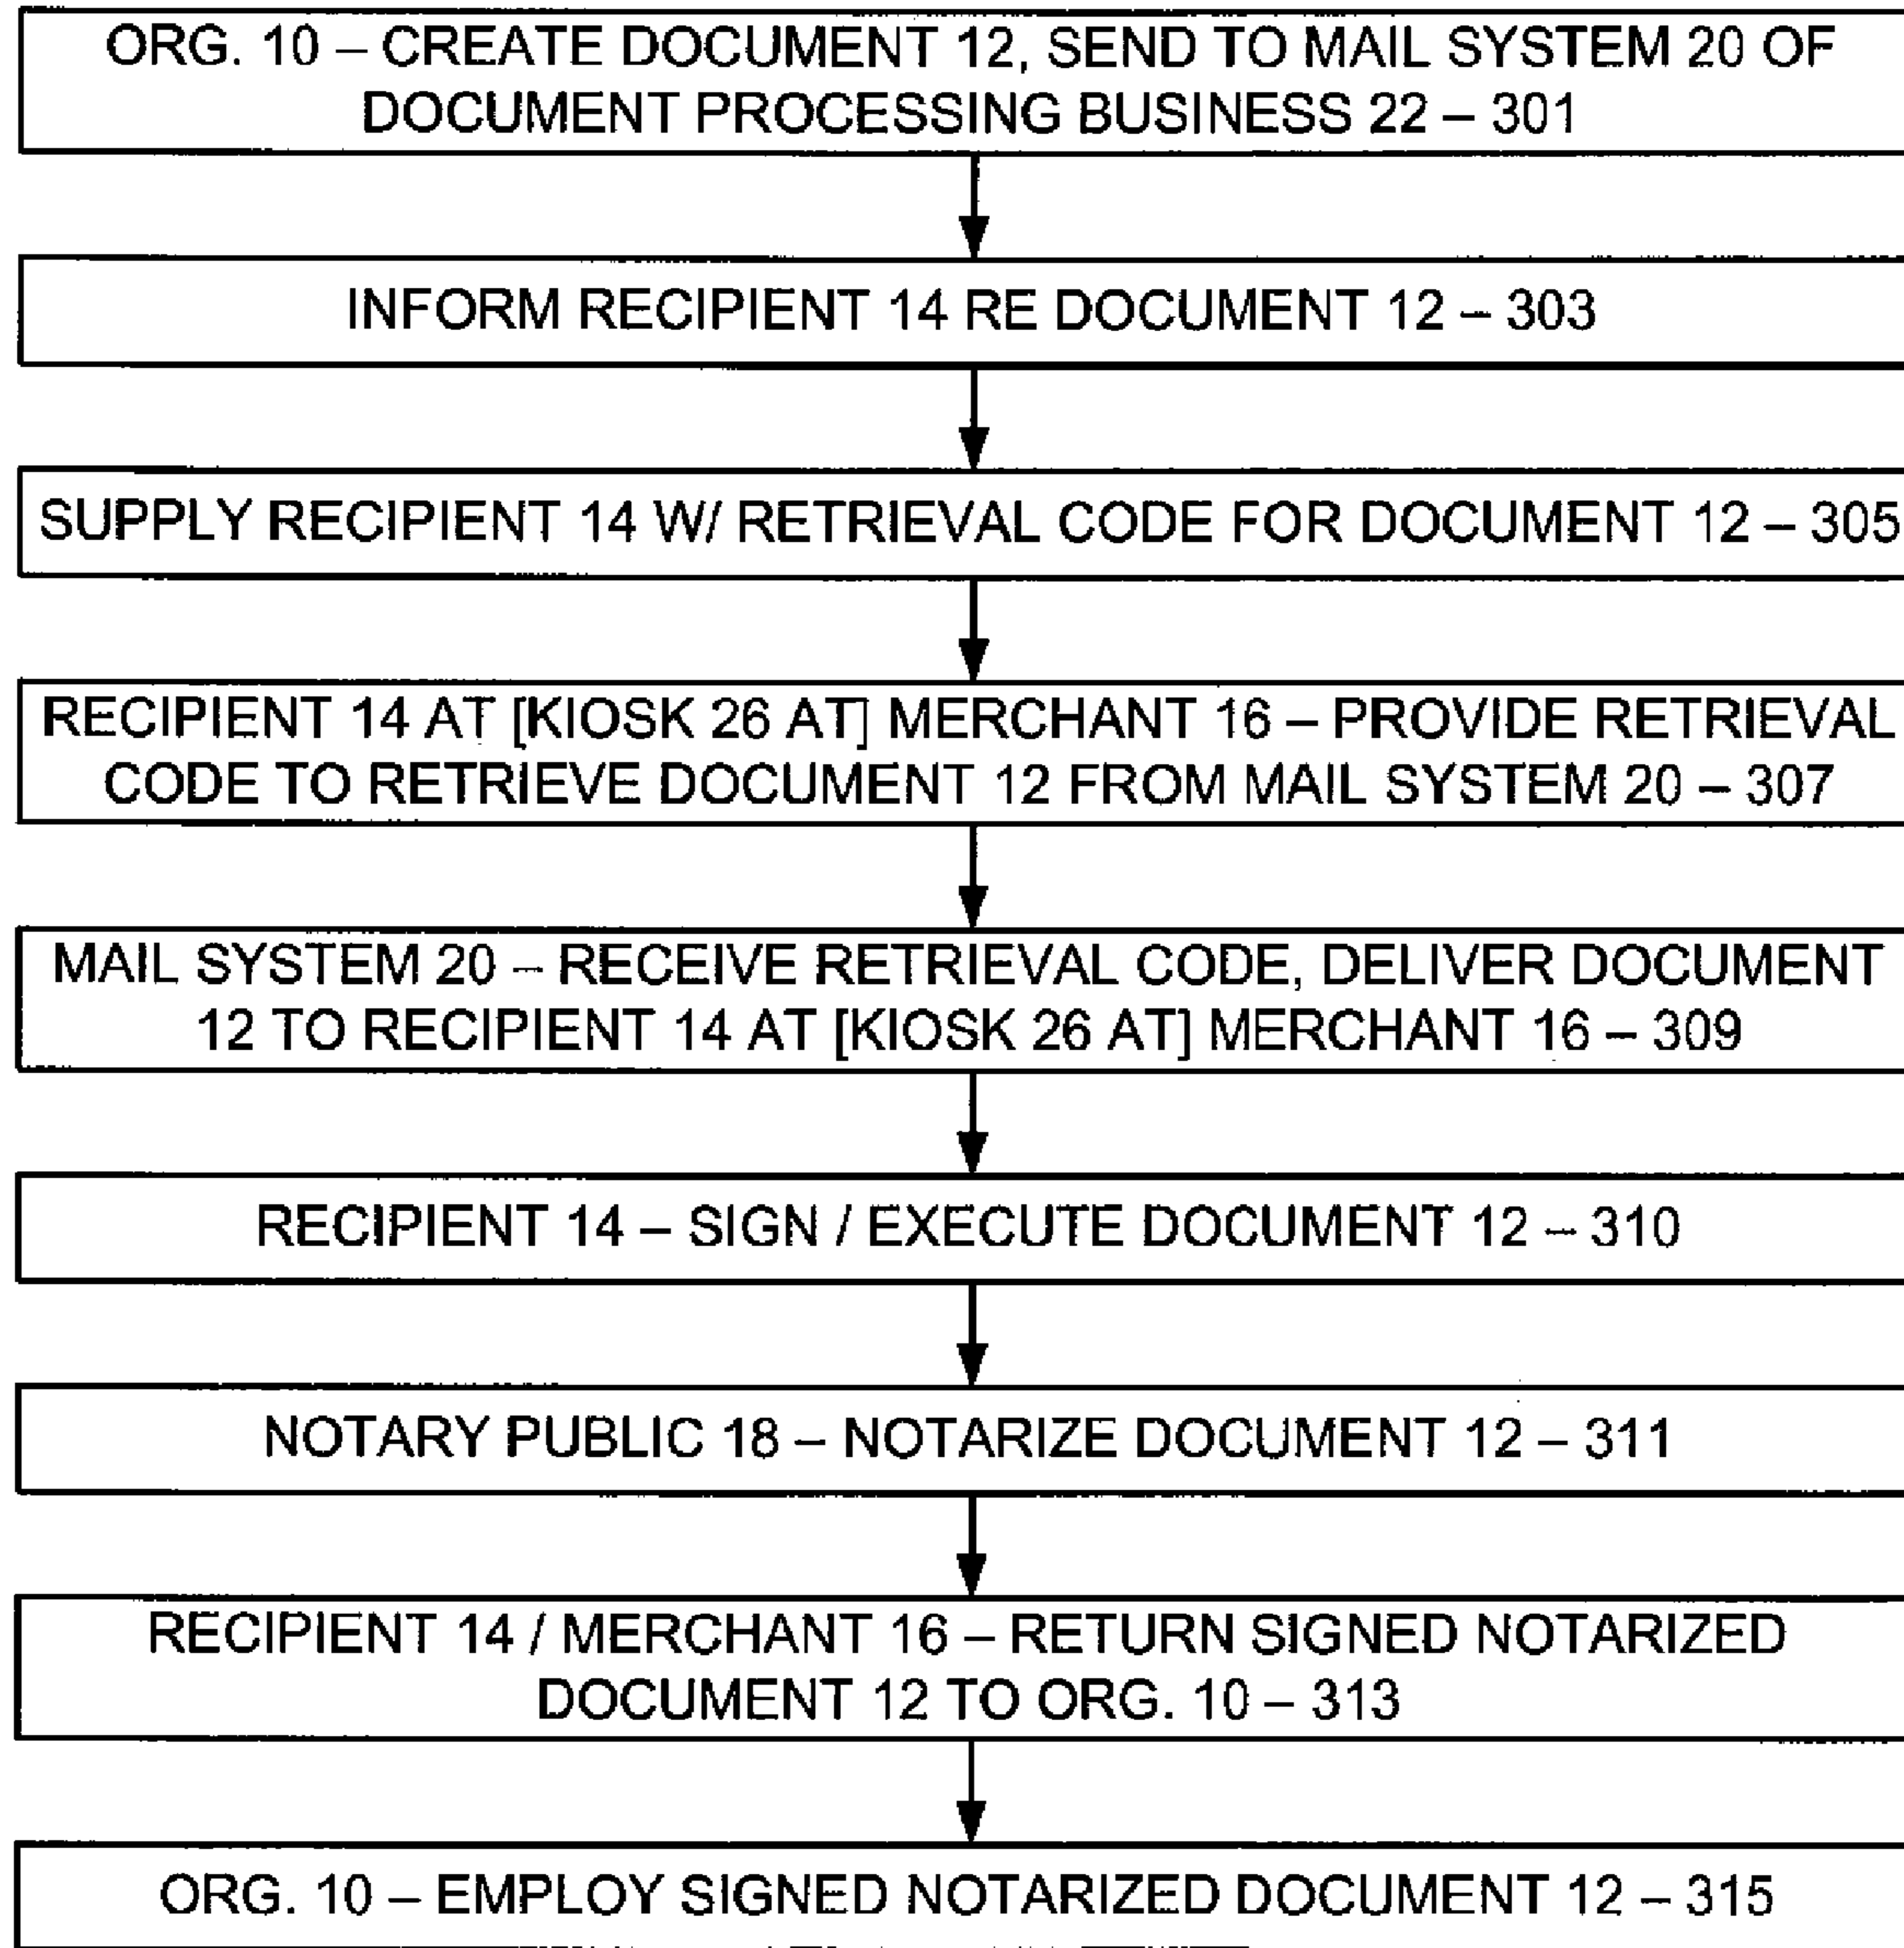 ORG. 10 – CREATE DOCUMENT 12, SEND TO MAIL SYSTEM 20 OF
DOCUMENT PROCESSING BUSINESS 22 – 301
INFORM RECIPIENT 14 RE DOCUMENT 12 – 303
SUPPLY RECIPIENT 14 W/ RETRIEVAL CODE FOR DOCUMENT 12 – 305
RECIPIENT 14 AT [KIOSK 26 AT] MERCHANT 16 – PROVIDE RETRIEVAL
CODE TO RETRIEVE DOCUMENT 12 FROM MAIL SYSTEM 20 – 307
MAIL SYSTEM 20 – RECEIVE RETRIEVAL CODE, DELIVER DOCUMENT
12 TO RECIPIENT 14 AT [KIOSK 26 AT] MERCHANT 16 – 309
RECIPIENT 14 – SIGN / EXECUTE DOCUMENT 12 – 310
NOTARY PUBLIC 18 – NOTARIZE DOCUMENT 12 – 311
RECIPIENT 14 / MERCHANT 16 – RETURN SIGNED NOTARIZED
DOCUMENT 12 TO ORG. 10 – 313
ORG. 10 – EMPLOY SIGNED NOTARIZED DOCUMENT 12 – 315